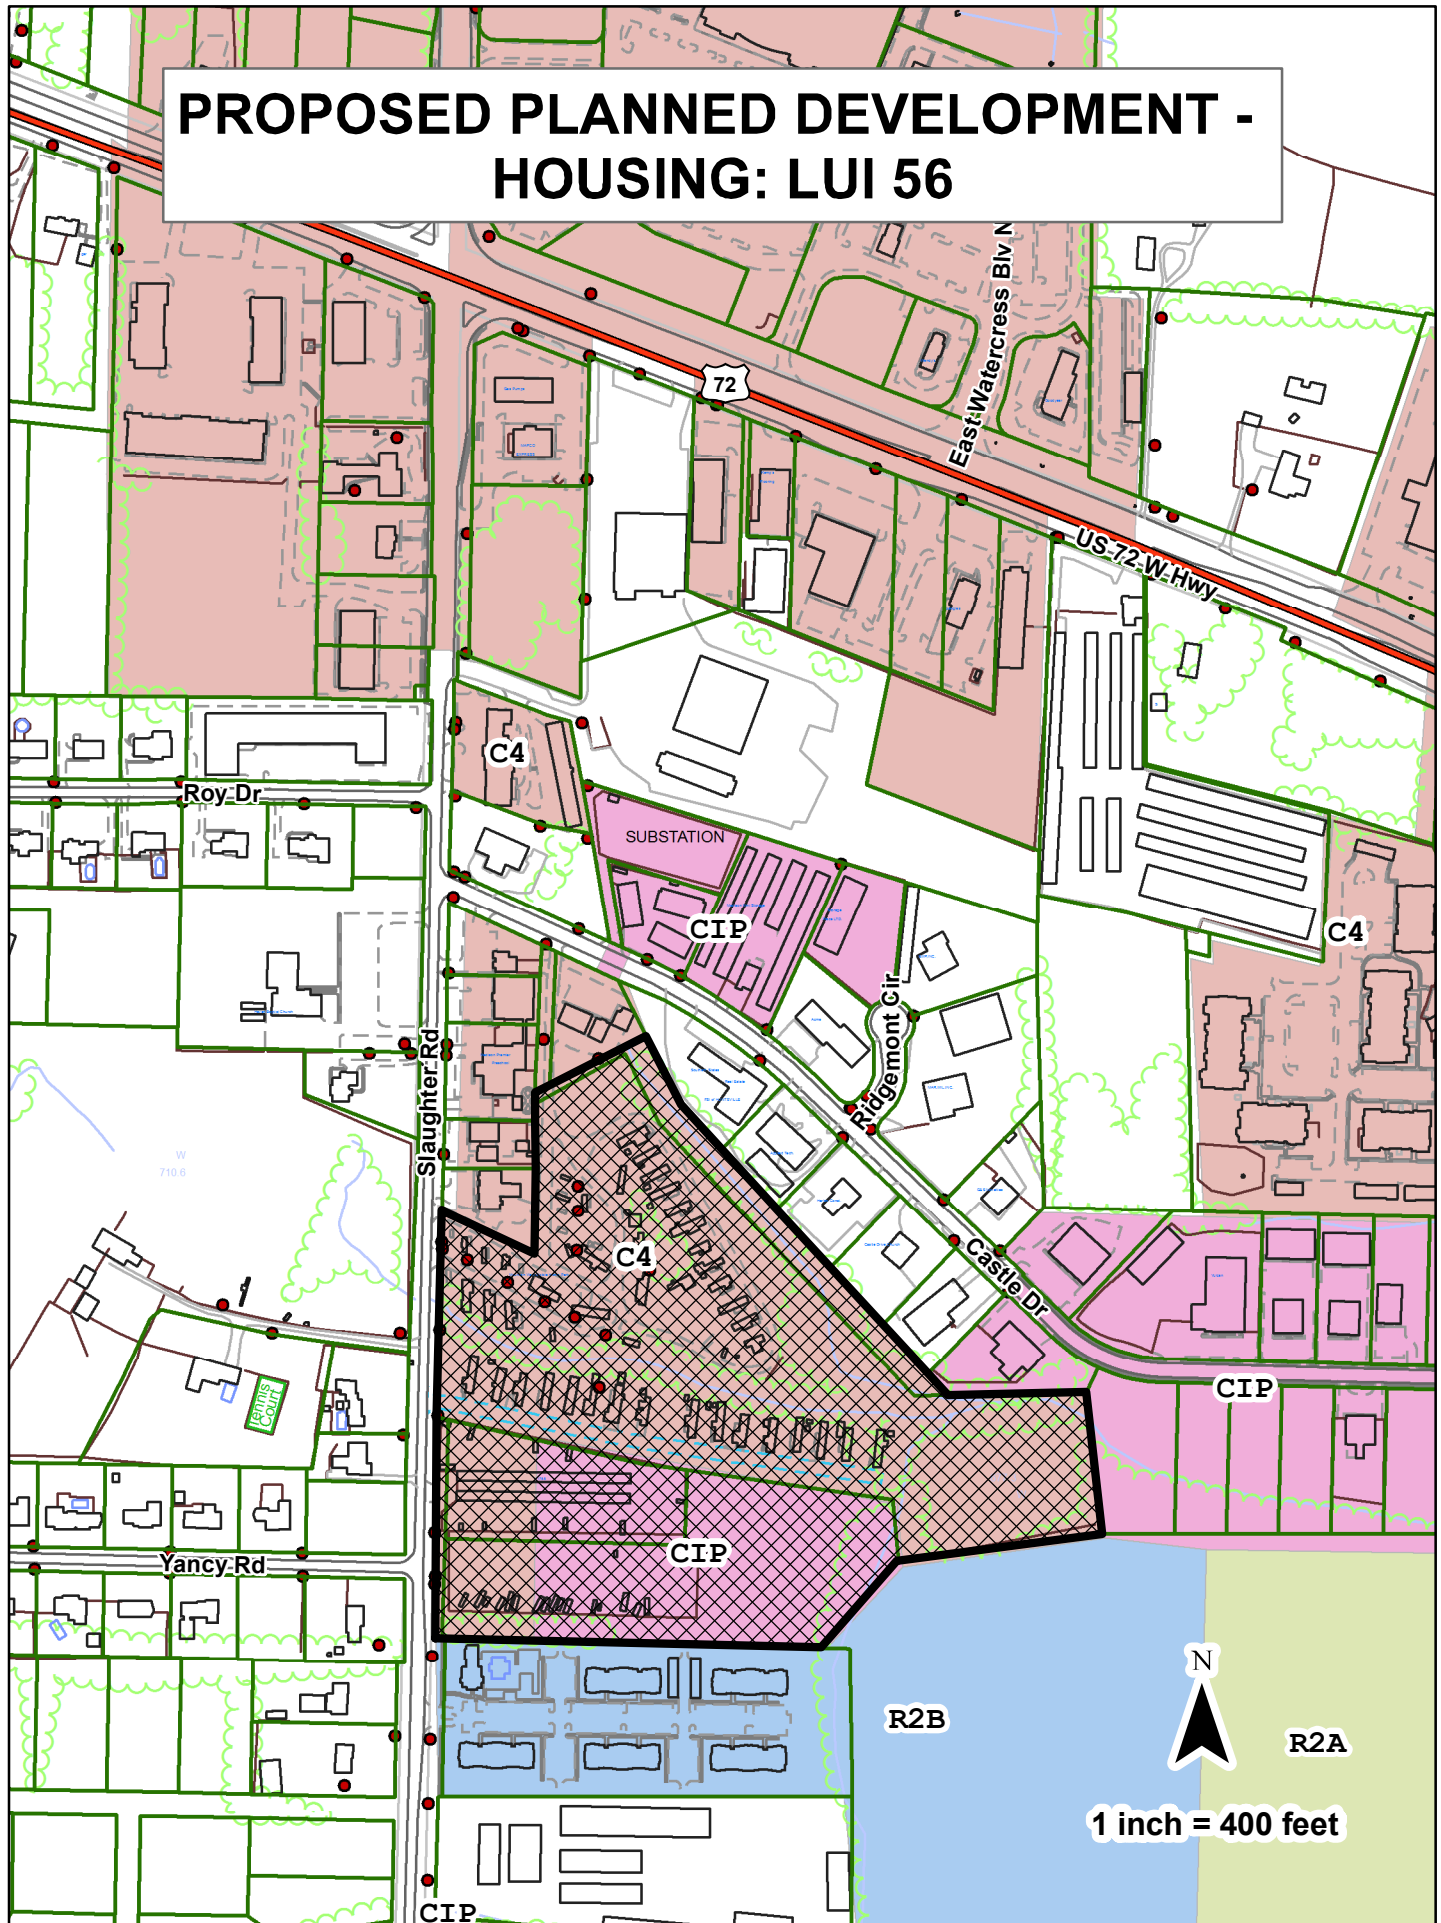 PROPOSED PLANNED DEVELOPMENT -
HOUSING: LUI 56
East Watercress Blv N
72
US 72 W Hwy
C4
Roy Dr
SUBSTATION
CIP
C4
Ridgemont Cir
Slaughter Rd
W
710.6
C4
Castle Dr
Tennis
Court
CIP
CIP
Yancy Rd
N
R2B
R2A
1 inch = 400 feet
CIP